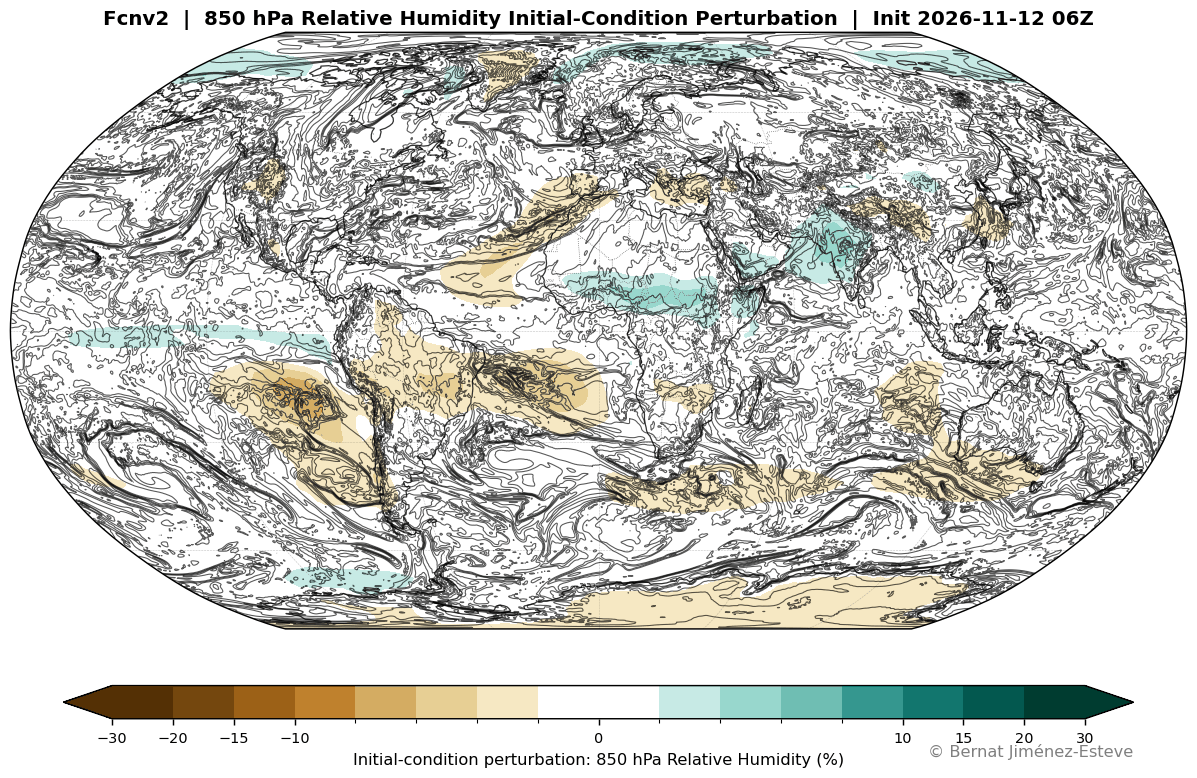 Fcnv2 | 850 hPa Relative Humidity Initial-Condition Perturbation | Init 2026-11-12 06Z
−30 −20 −15 −10 0 10 15 20 30
Initial-condition perturbation: 850 hPa Relative Humidity (%)
© Bernat Jiménez-Esteve